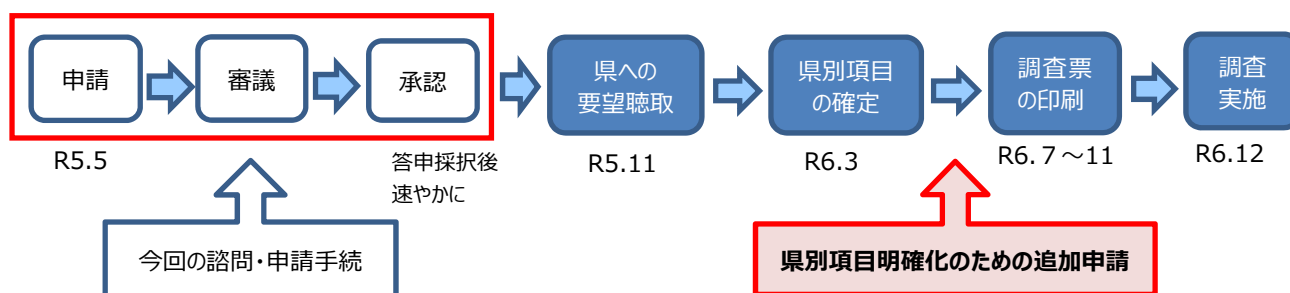 申請
審議
承認
県への
要望聴取
県別項目
の確定
調査票
の印刷
調査
実施
R5.5
答申採択後
速やかに
R5.11
R6.3
R6.7～11
R6.12
今回の諮問・申請手続
県別項目明確化のための追加申請